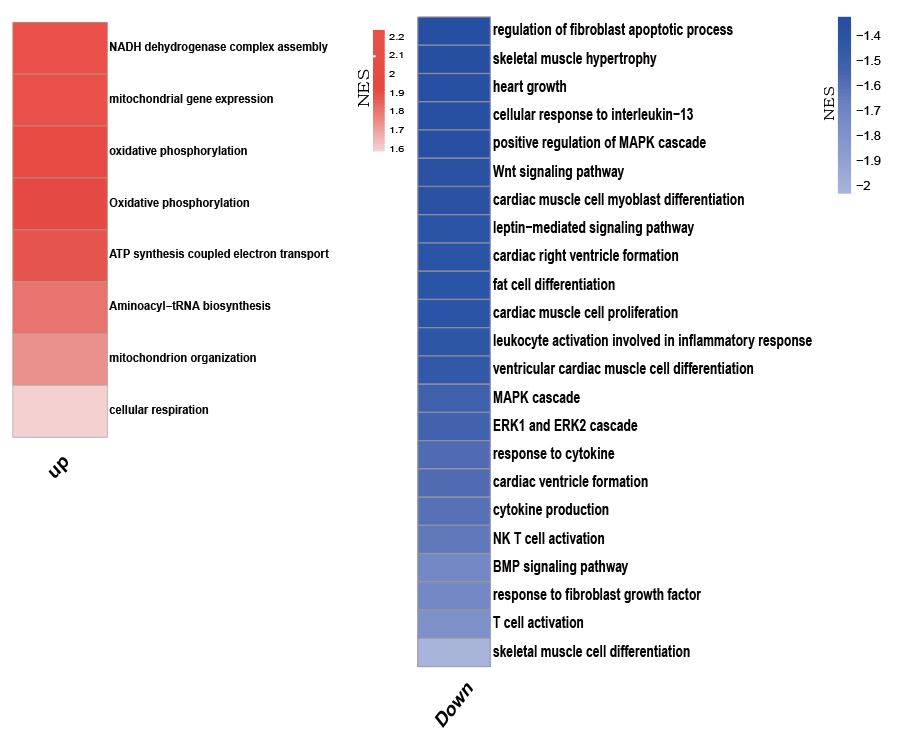 NADH dehydrogenase complex assembly
mitochondrial gene expression
oxidative phosphorylation
Oxidative phosphorylation
ATP synthesis coupled electron transport
Aminoacyl−tRNA biosynthesis
mitochondrion organization
cellular respiration
up
NES
2.2
2.1
2
1.9
1.8
1.7
1.6
regulation of fibroblast apoptotic process
skeletal muscle hypertrophy
heart growth
cellular response to interleukin−13
positive regulation of MAPK cascade
Wnt signaling pathway
cardiac muscle cell myoblast differentiation
leptin−mediated signaling pathway
cardiac right ventricle formation
fat cell differentiation
cardiac muscle cell proliferation
leukocyte activation involved in inflammatory response
ventricular cardiac muscle cell differentiation
MAPK cascade
ERK1 and ERK2 cascade
response to cytokine
cardiac ventricle formation
cytokine production
NK T cell activation
BMP signaling pathway
response to fibroblast growth factor
T cell activation
skeletal muscle cell differentiation
Down
NES
−1.4
−1.5
−1.6
−1.7
−1.8
−1.9
−2